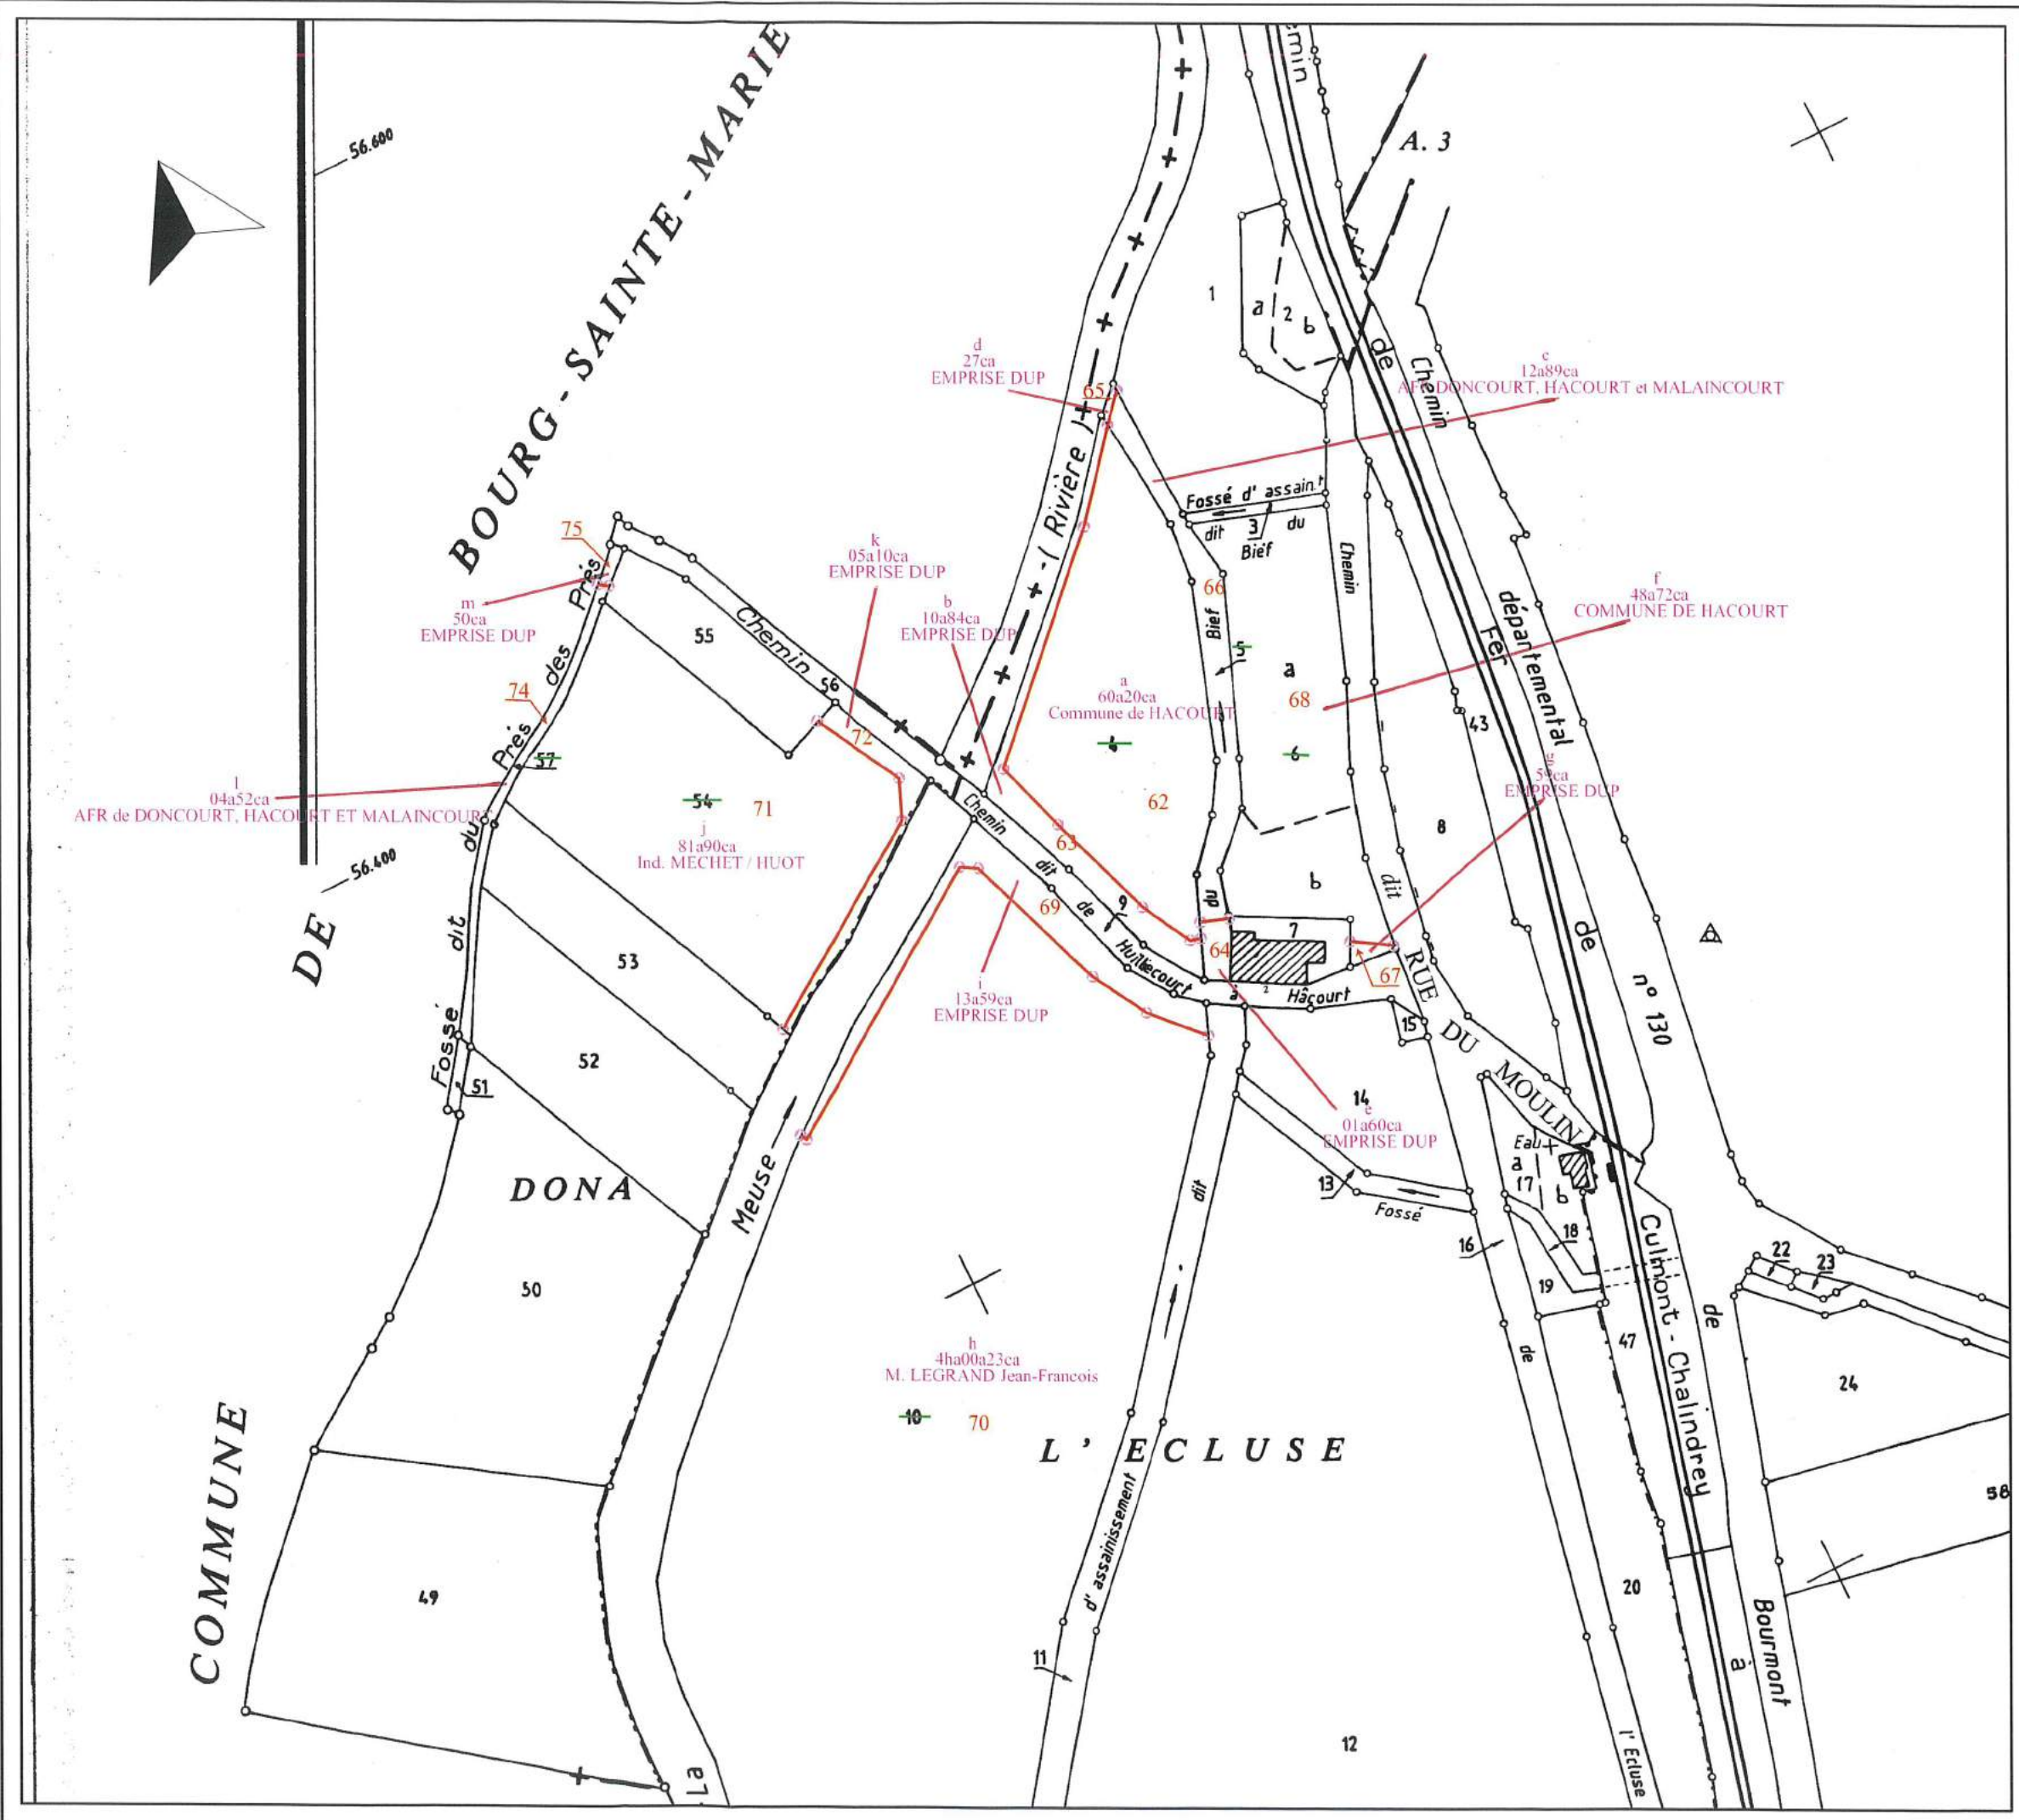 56.600
BOURG - SAINTE - MARIE
DE
COMMUNE
56.400
A. 3
1
a
2
b
d
27ca
EMPRISE DUP
65
c
12a89ca
AFR DONCOURT, HACOURT et MALAINCOURT
Chemin
(Rivière)
Fossé d' assain.t
dit 3 du
Bief
75
m
50ca
EMPRISE DUP
k
05a10ca
EMPRISE DUP
b
10a84ca
EMPRISE DUP
66
Bief
5
f
48a72ca
COMMUNE DE HACOURT
55
Chemin
56
a
60a20ca
Commune de HACOURT
4
62
a
68
6
43
Chemin
départemental
de
Fer
74
57
l
04a52ca
AFR de DONCOURT, HACOURT ET MALAINCOURT
Fossé dit du Prés des Prés
54
71
72
j
81a90ca
Ind. MECHET / HUOT
g
59ca
EMPRISE DUP
8
b
dit
Chemin
dit
de
Huillecourt
à
Hâcourt
63
9
69
du
64
7
2
67
53
i
13a59ca
EMPRISE DUP
RUE
DU
MOULIN
de
nº 130
15
52
51
14
e
01a60ca
EMPRISE DUP
Eau
a
17
b
DONA
Meuse
dit
13
Fossé
18
16
19
22
23
50
h
4ha00a23ca
M. LEGRAND Jean-Francois
10
70
L ' ECLUSE
47
de
Culmont - Chalindrey
de
24
58
d' assainissement
49
20
11
12
à
Bourmont
l' Ecluse
La